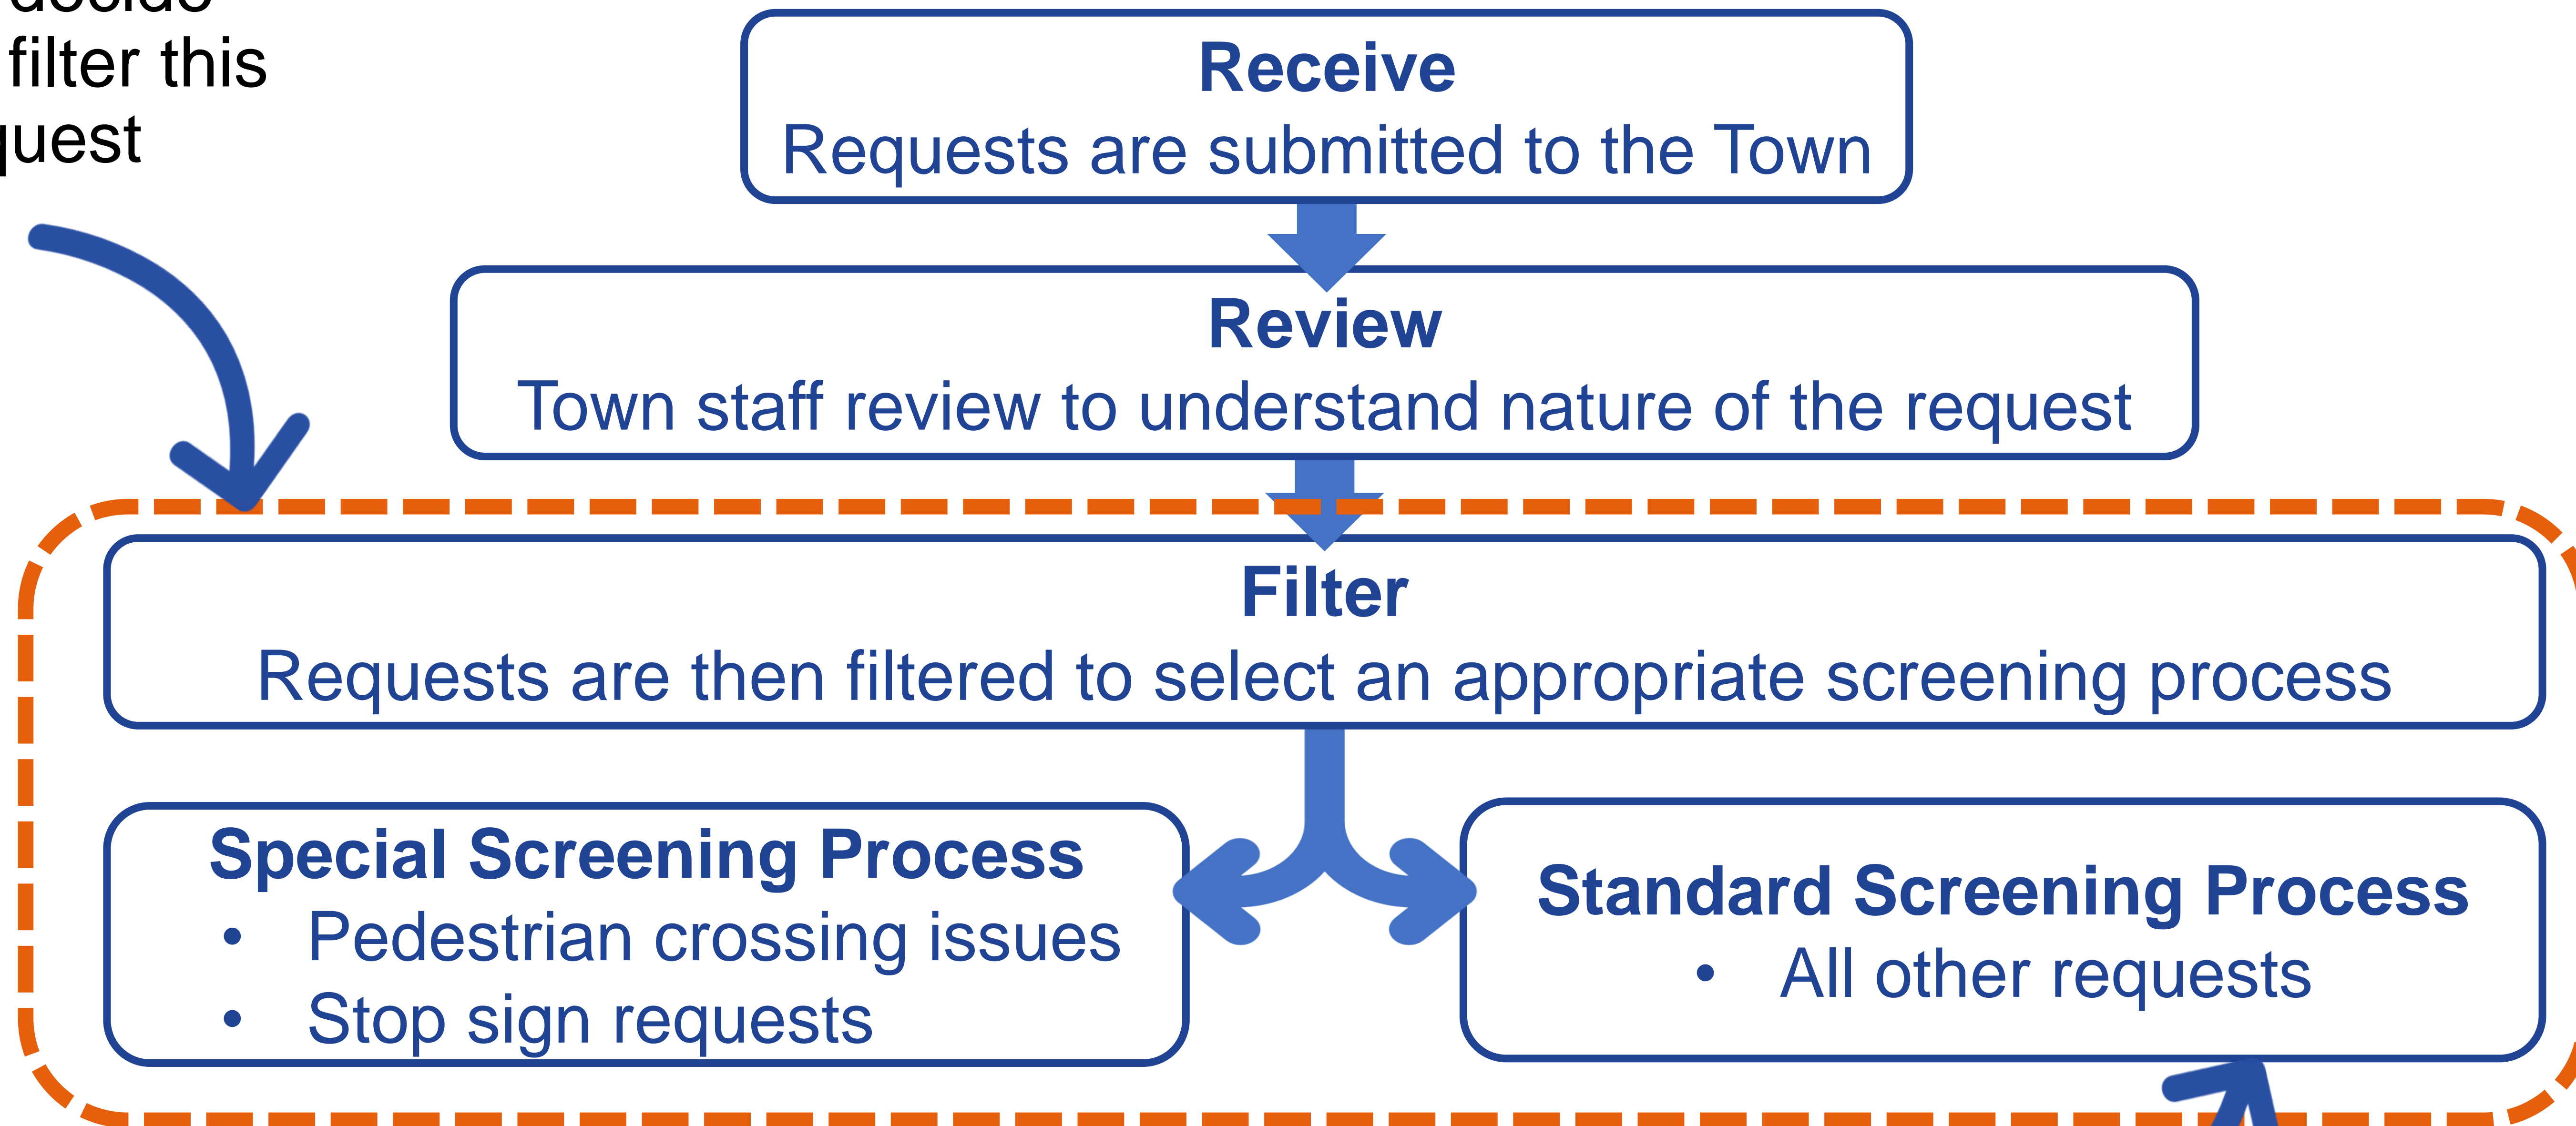 decide
filter this
quest
Receive
Requests are submitted to the Town
Review
Town staff review to understand nature of the request
Filter
Requests are then filtered to select an appropriate screening process
Special Screening Process
• Pedestrian crossing issues
• Stop sign requests
Standard Screening Process
• All other requests